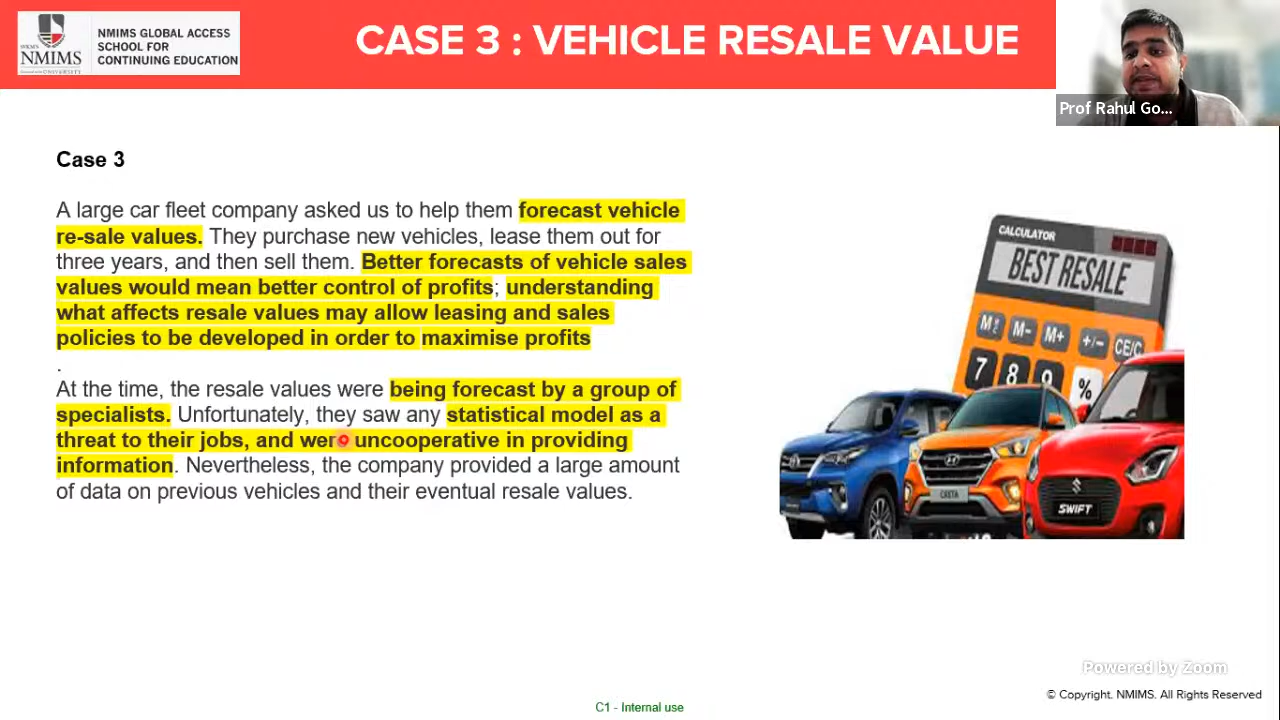 NMIMS GLOBAL ACCESS
SCHOOL FOR
CONTINUING EDUCATION
NMIMS
CASE 3 : VEHICLE RESALE VALUE
Prof Rahul Go...
Case 3
A large car fleet company asked us to help them forecast vehicle
re-sale values. They purchase new vehicles, lease them out for
three years, and then sell them. Better forecasts of vehicle sales
values would mean better control of profits; understanding
what affects resale values may allow leasing and sales
policies to be developed in order to maximise profits
.
At the time, the resale values were being forecast by a group of
specialists. Unfortunately, they saw any statistical model as a
threat to their jobs, and were uncooperative in providing
information. Nevertheless, the company provided a large amount
of data on previous vehicles and their eventual resale values.
CALCULATOR
BEST RESALE
M- M+ +/- CE/C
7 8 9 %
CRETA
SWIFT
Powered by Zoom
© Copyright. NMIMS. All Rights Reserved
C1 - Internal use